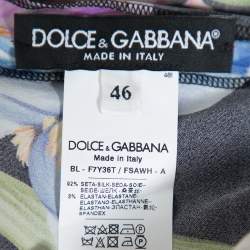 DOLCE & GABBANA®
MADE IN ITALY
46
DOLCE & GABBANA
MADE IN ITALY
BL - F7Y36T / FSAWH - A
92% SETA-SILK-SEDA-SOIE-
8% ELASTAN-ELASTANE-
SPANDEX